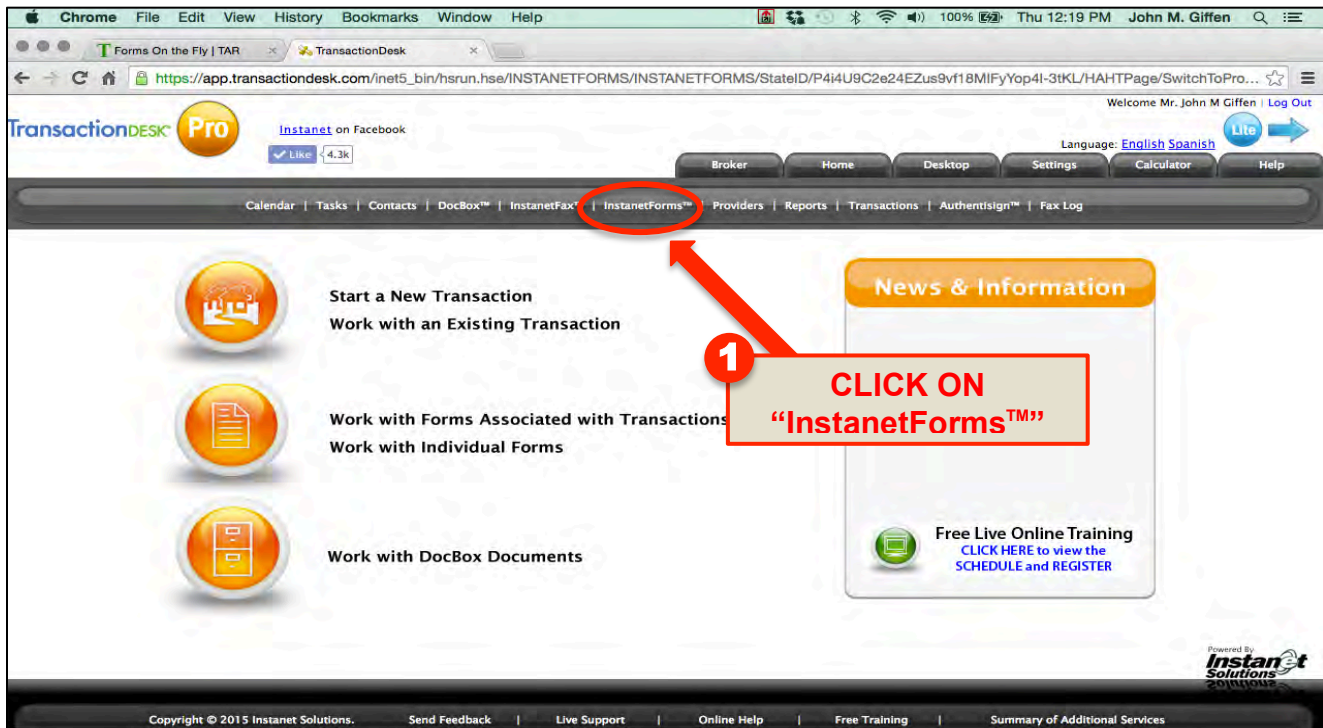 Chrome File Edit View History Bookmarks Window Help 100% Thu 12:19 PM John M. Giffen
T Forms On the Fly | TAR × TransactionDesk ×
https://app.transactiondesk.com/inet5_bin/hsrun.hse/INSTANETFORMS/INSTANETFORMS/StateID/P4i4U9C2e24EZus9vf18MIFyYop4I-3tKL/HAHTPage/SwitchToPro...
Welcome Mr. John M Giffen | Log Out
TransactionDESK Pro Instanet on Facebook Lite
Like 4.3k Language: English Spanish
Broker Home Desktop Settings Calculator Help
Calendar | Tasks | Contacts | DocBox™ | InstanetFax™ | InstanetForms™ | Providers | Reports | Transactions | Authentisign™ | Fax Log
News & Information
Start a New Transaction
Work with an Existing Transaction
1
CLICK ON
“InstanetForms™”
Work with Forms Associated with Transactions
Work with Individual Forms
Free Live Online Training
CLICK HERE to view the
SCHEDULE and REGISTER
Work with DocBox Documents
Powered By
Instanet
Solutions
Copyright © 2015 Instanet Solutions. Send Feedback | Live Support | Online Help | Free Training | Summary of Additional Services